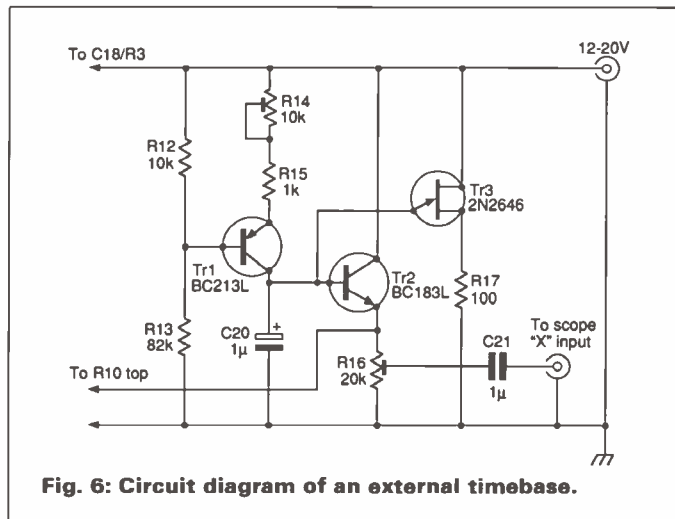 To C18/R3
12-20V
R14
10k
R12
10k
R15
1k
Tr3
2N2646
Tr1
BC213L
Tr2
BC183L
R17
100
R13
82k
C20
1μ
+
To R10 top
R16
20k
C21
1μ
To scope
"X" input
Fig. 6: Circuit diagram of an external timebase.